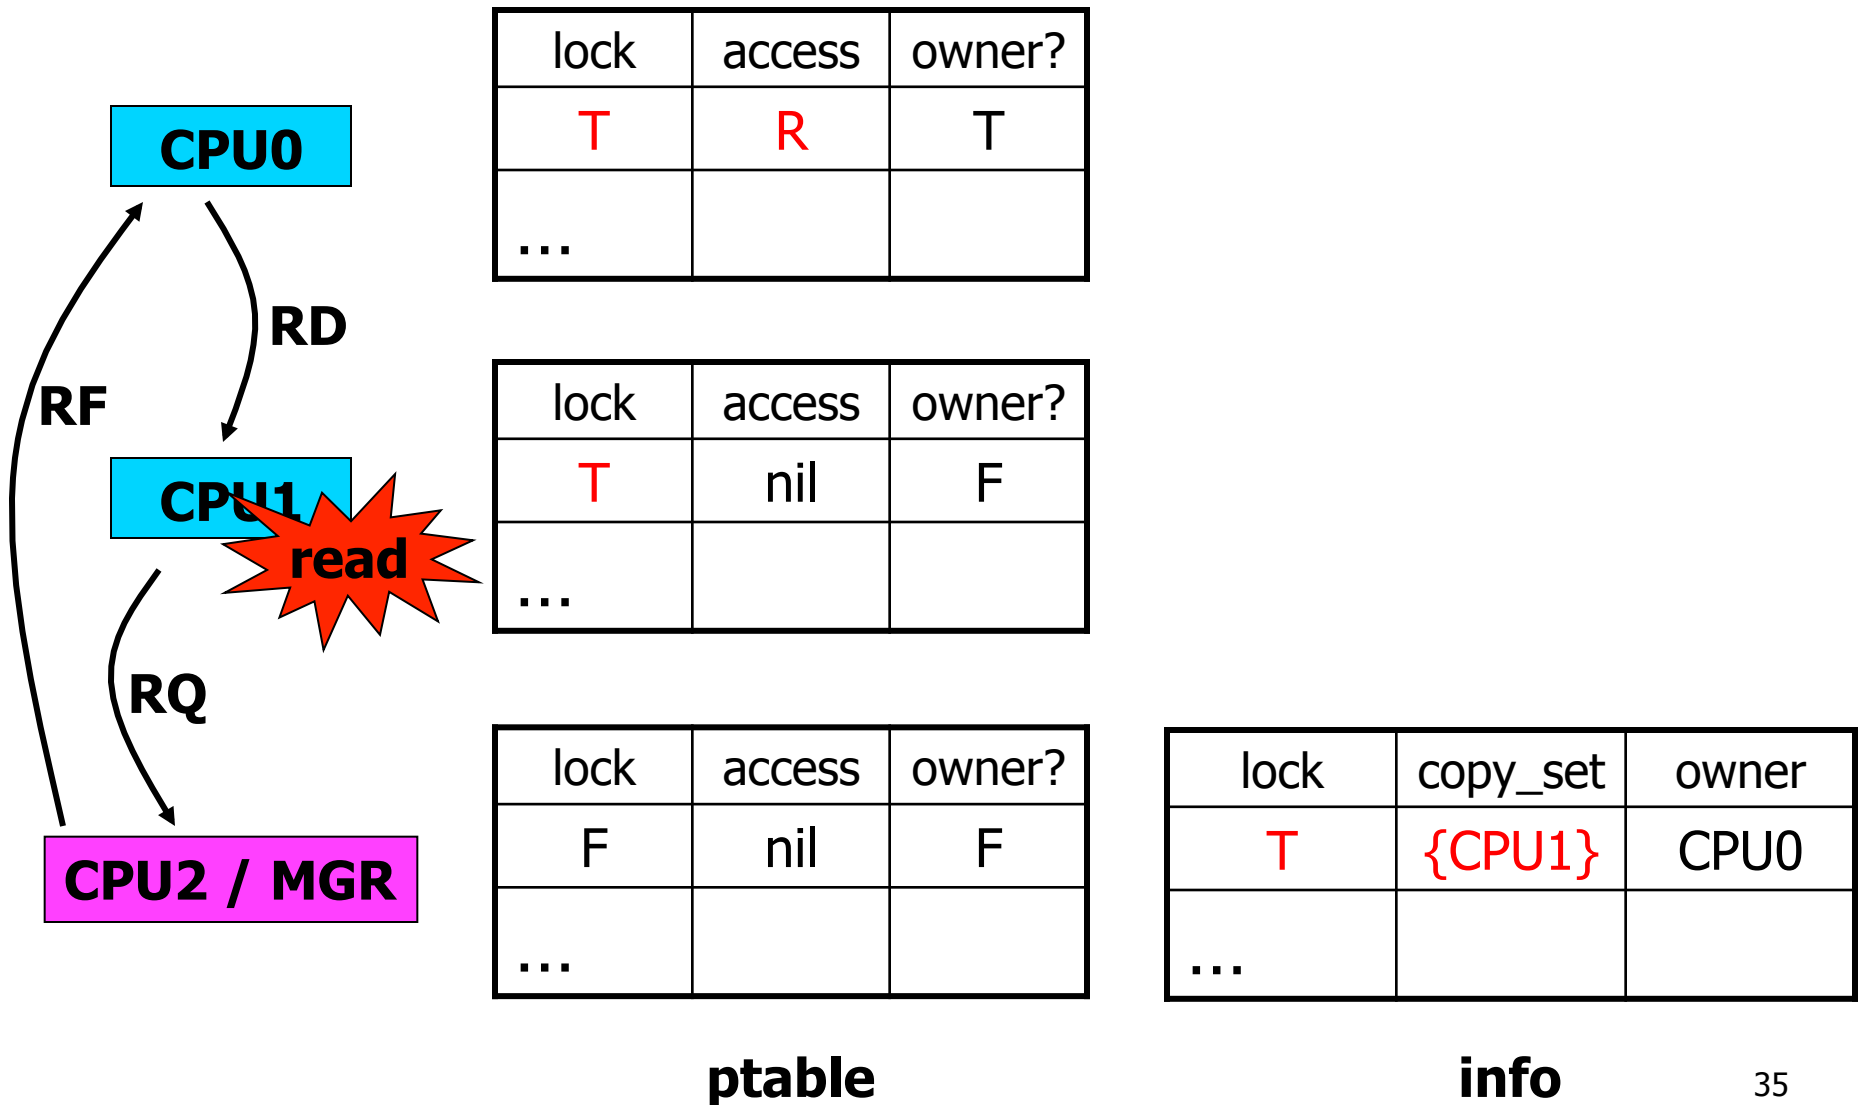 lock access owner?
CPU0
T R T
...
RD
RF
lock access owner?
CPU1
T nil F
read
...
RQ
lock access owner?
CPU2 / MGR
F nil F
...
lock copy_set owner
T {CPU1} CPU0
...
ptable
info
35